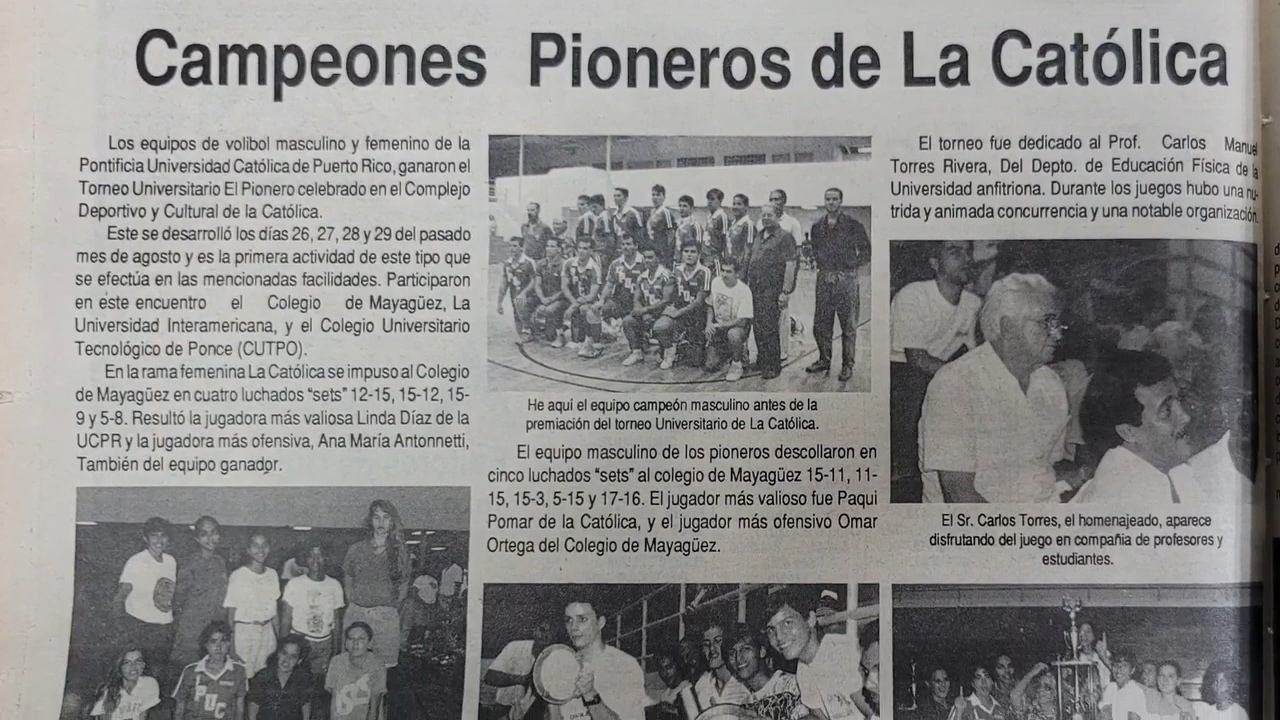 Campeones Pioneros de La Católica
Los equipos de volibol masculino y femenino de la
Pontificia Universidad Católica de Puerto Rico, ganaron el
Torneo Universitario El Pionero celebrado en el Complejo
Deportivo y Cultural de la Católica.
Este se desarrolló los días 26, 27, 28 y 29 del pasado
mes de agosto y es la primera actividad de este tipo que
se efectúa en las mencionadas facilidades. Participaron
en este encuentro el Colegio de Mayagüez, La
Universidad Interamericana, y el Colegio Universitario
Tecnológico de Ponce (CUTPO).
En la rama femenina La Católica se impuso al Colegio
de Mayagüez en cuatro luchados "sets" 12-15, 15-12, 15-
9 y 5-8. Resultó la jugadora más valiosa Linda Díaz de la
UCPR y la jugadora más ofensiva, Ana María Antonnetti,
También del equipo ganador.
He aquí el equipo campeón masculino antes de la
premiación del torneo Universitario de La Católica.
El equipo masculino de los pioneros descollaron en
cinco luchados "sets" al colegio de Mayagüez 15-11, 11-
15, 15-3, 5-15 y 17-16. El jugador más valioso fue Paqui
Pomar de la Católica, y el jugador más ofensivo Omar
Ortega del Colegio de Mayagüez.
El torneo fue dedicado al Prof. Carlos Manuel
Torres Rivera, Del Depto. de Educación Física de la
Universidad anfitriona. Durante los juegos hubo una nu-
trida y animada concurrencia y una notable organización.
El Sr. Carlos Torres, el homenajeado, aparece
disfrutando del juego en compañia de profesores y
estudiantes.
PUC